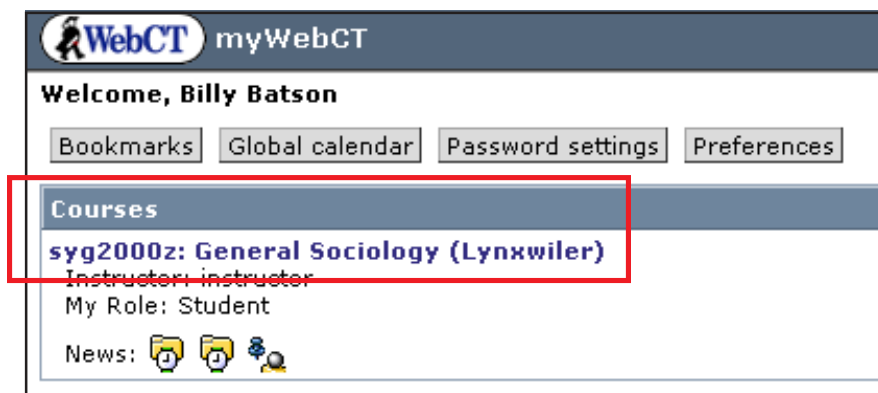 WebCT myWebCT
Welcome, Billy Batson
Bookmarks Global calendar Password settings Preferences
Courses
syg2000z: General Sociology (Lynxwiler)
Instructor: instructor
My Role: Student
News: